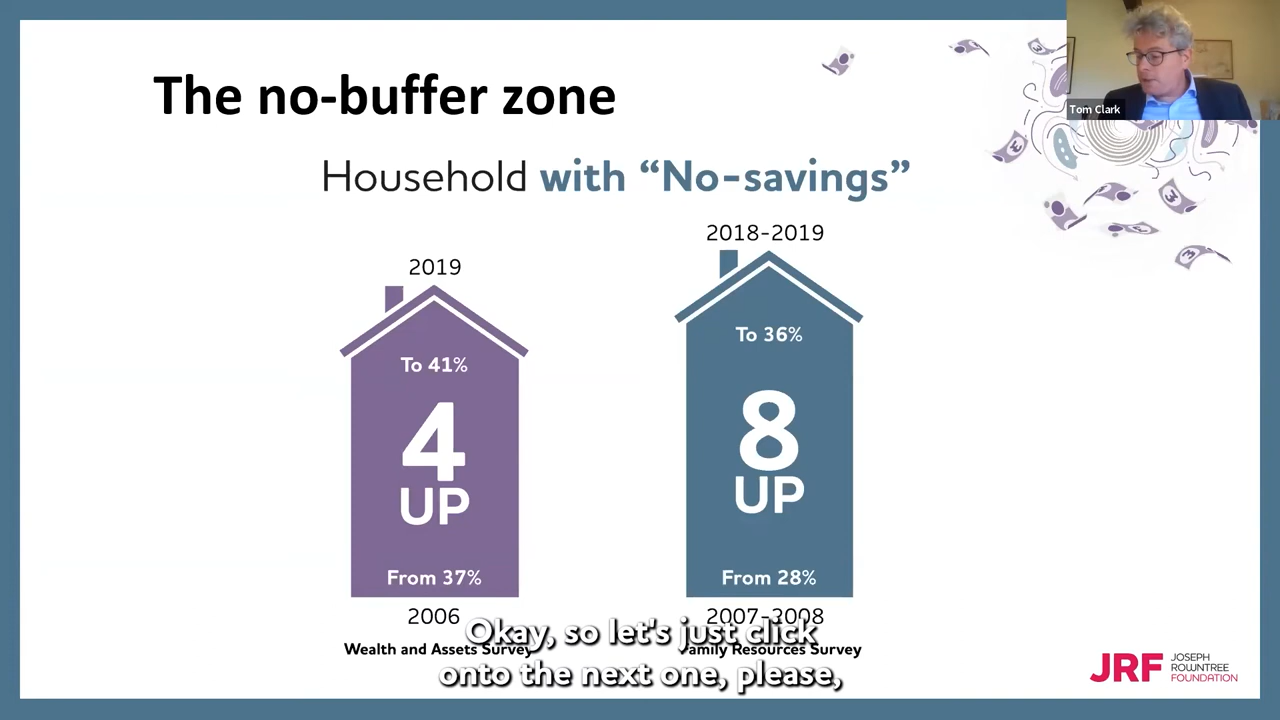 The no-buffer zone
Tom Clark
Household with “No-savings”
2019
To 41%
4
UP
From 37%
2006
Wealth and Assets Survey
2018-2019
To 36%
8
UP
From 28%
2007-2008
Family Resources Survey
Okay, so let's just click
onto the next one, please,
JRF
JOSEPH
ROUNTREE
FOUNDATION